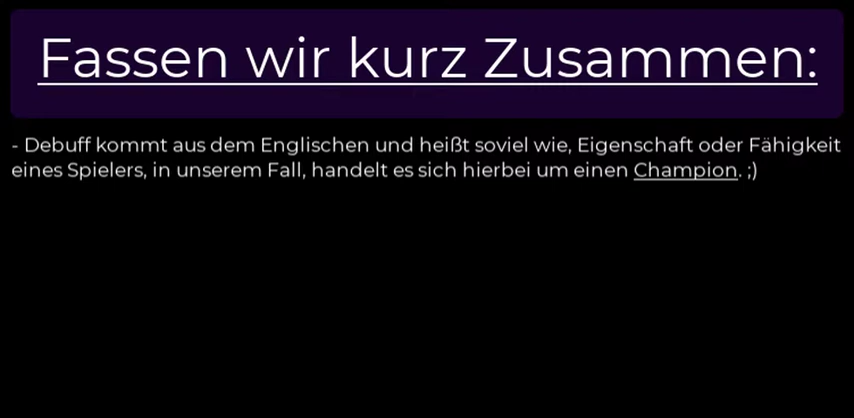 Fassen wir kurz Zusammen:
- Debuff kommt aus dem Englischen und heißt soviel wie, Eigenschaft oder Fähigkeit
eines Spielers, in unserem Fall, handelt es sich hierbei um einen Champion. ;)